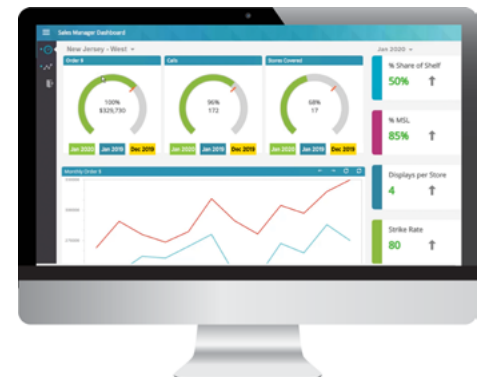 Sales Manager Dashboard
New Jersey - West
Jan 2020
Order $
100%
$329,730
Jan 2020 Jan 2019 Dec 2019
Calls
96%
172
Jan 2020 Jan 2019 Dec 2019
Stores Covered
68%
17
Jan 2020 Jan 2019 Dec 2019
% Share of Shelf
50%
% MSL
85%
Displays per Store
4
Strike Rate
80
Monthly Order $